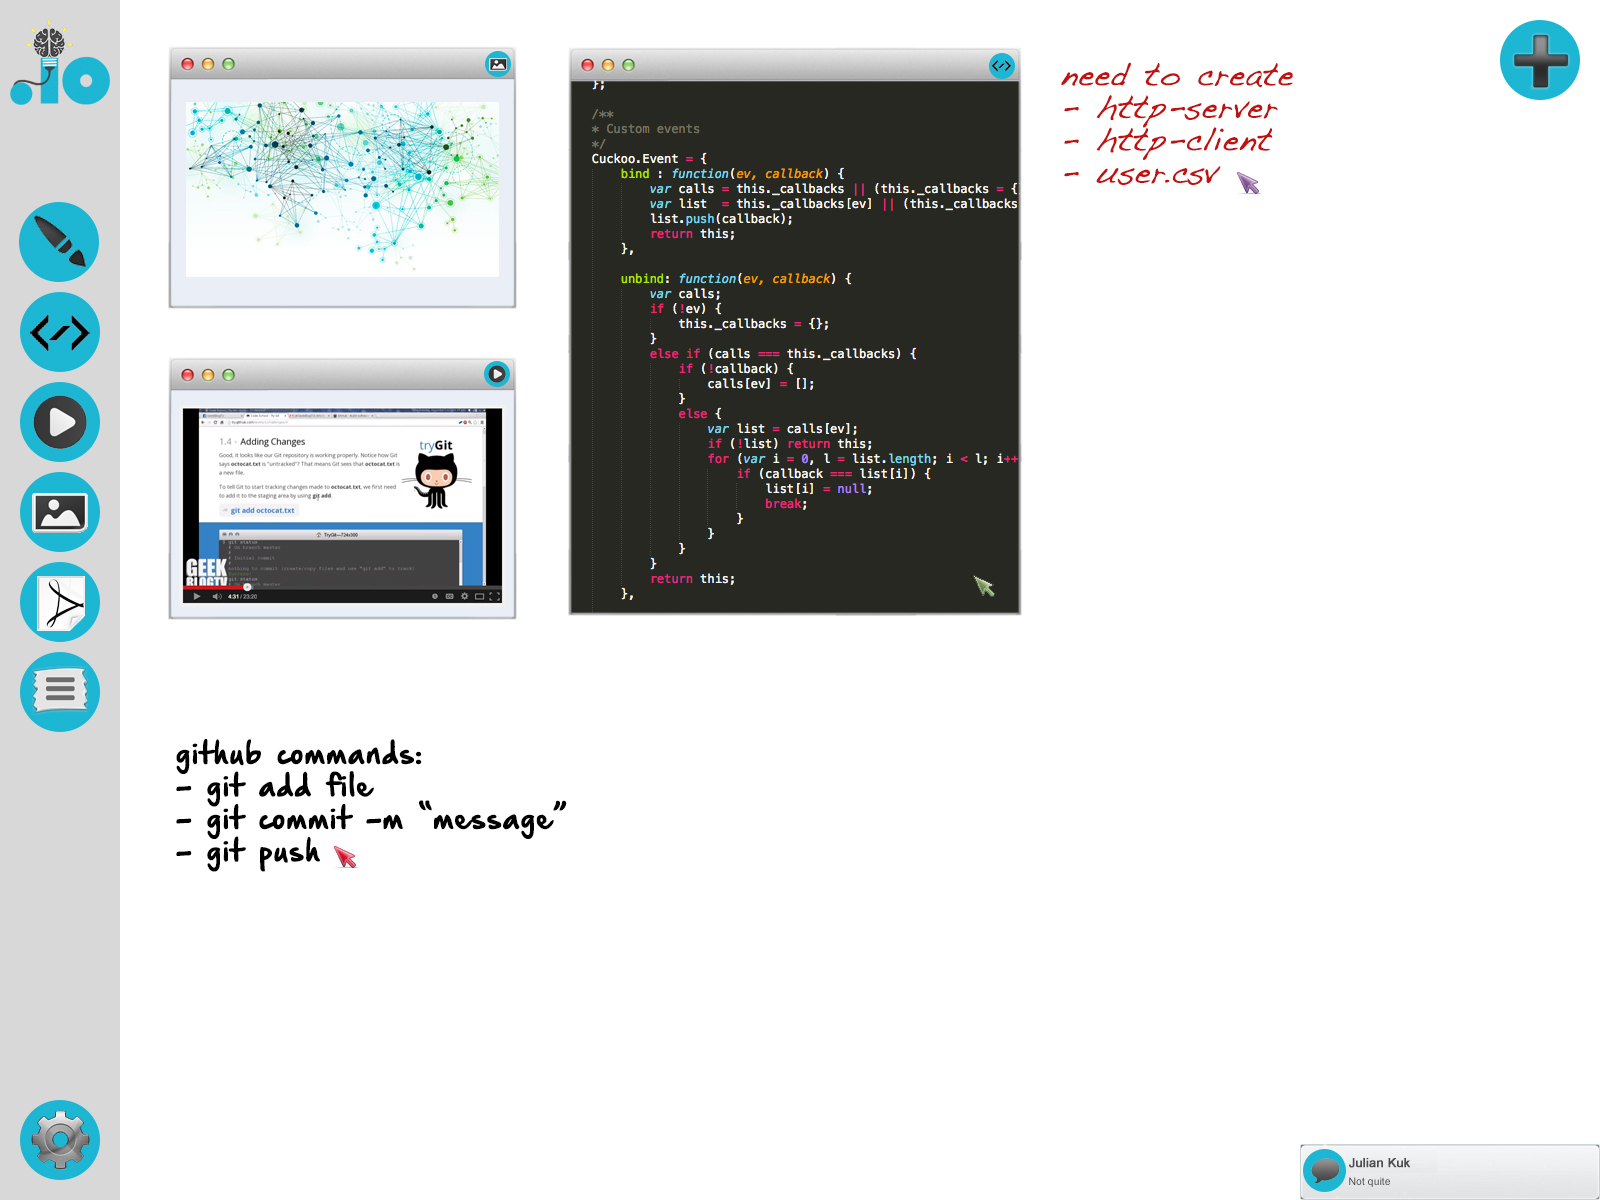 .io
};
/**
* Custom events
*/
Cuckoo.Event = {
bind : function(ev, callback) {
var calls = this._callbacks || (this._callbacks = {
var list  = this._callbacks[ev] || (this._callbacks
list.push(callback);
return this;
},
unbind: function(ev, callback) {
var calls;
if (!ev) {
this._callbacks = {};
}
else if (calls === this._callbacks) {
if (!callback) {
calls[ev] = [];
}
else {
var list = calls[ev];
if (!list) return this;
for (var i = 0, l = list.length; i < l; i++
if (callback === list[i]) {
list[i] = null;
break;
}
}
}
}
return this;
},
need to create
- http-server
- http-client
- user.csv
1.4 - Adding Changes
tryGit
Good, it looks like our Git repository is working properly. Notice how Git
says octocat.txt is "untracked"? That means Git sees that octocat.txt is
a new file.
To tell Git to start tracking changes made to octocat.txt, we first need
to add it to the staging area by using git add.
→ git add octocat.txt
TryGit—724x300
GEEK
BLOGTV
4:31 / 23:20
github commands:
- git add file
- git commit -m “message”
- git push
Julian Kuk
Not quite